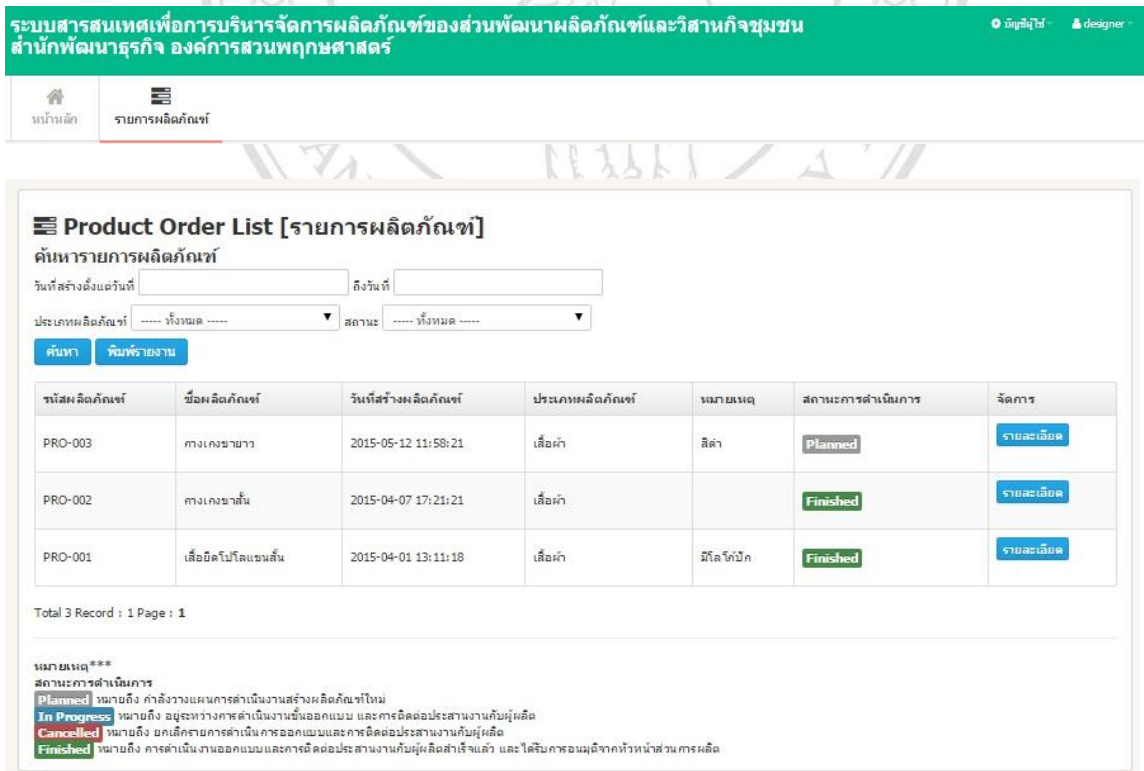 ระบบสารสนเทศเพื่อการบริหารจัดการผลิตภัณฑ์ของส่วนพัฒนาผลิตภัณฑ์และวิสาหกิจชุมชน
สำนักพัฒนาธุรกิจ องค์การสวนพฤกษศาสตร์
บัญชีผู้ใช้ designer
หน้าหลัก รายการผลิตภัณฑ์
Product Order List [รายการผลิตภัณฑ์]
ค้นหารายการผลิตภัณฑ์
วันที่สร้างตั้งแต่วันที่ ถึงวันที่
ประเภทผลิตภัณฑ์ ----- ทั้งหมด ----- สถานะ ----- ทั้งหมด -----
ค้นหา พิมพ์รายงาน
รหัสผลิตภัณฑ์ ชื่อผลิตภัณฑ์ วันที่สร้างผลิตภัณฑ์ ประเภทผลิตภัณฑ์ หมายเหตุ สถานะการดำเนินการ จัดการ
PRO-003 กางเกงขายาว 2015-05-12 11:58:21 เสื้อผ้า สีดำ Planned รายละเอียด
PRO-002 กางเกงขาสั้น 2015-04-07 17:21:21 เสื้อผ้า Finished รายละเอียด
PRO-001 เสื้อยืดโปโลแขนสั้น 2015-04-01 13:11:18 เสื้อผ้า มีโลโก้ปัก Finished รายละเอียด
Total 3 Record : 1 Page : 1
หมายเหตุ***
สถานะการดำเนินการ
Planned หมายถึง กำลังวางแผนการดำเนินงานสร้างผลิตภัณฑ์ใหม่
In Progress หมายถึง อยู่ระหว่างการดำเนินงานขั้นออกแบบ และการติดต่อประสานงานกับผู้ผลิต
Cancelled หมายถึง ยกเลิกรายการดำเนินการออกแบบและการติดต่อประสานงานกับผู้ผลิต
Finished หมายถึง การดำเนินงานออกแบบและการติดต่อประสานงานกับผู้ผลิตสำเร็จแล้ว และได้รับการอนุมัติจากหัวหน้าส่วนการผลิต